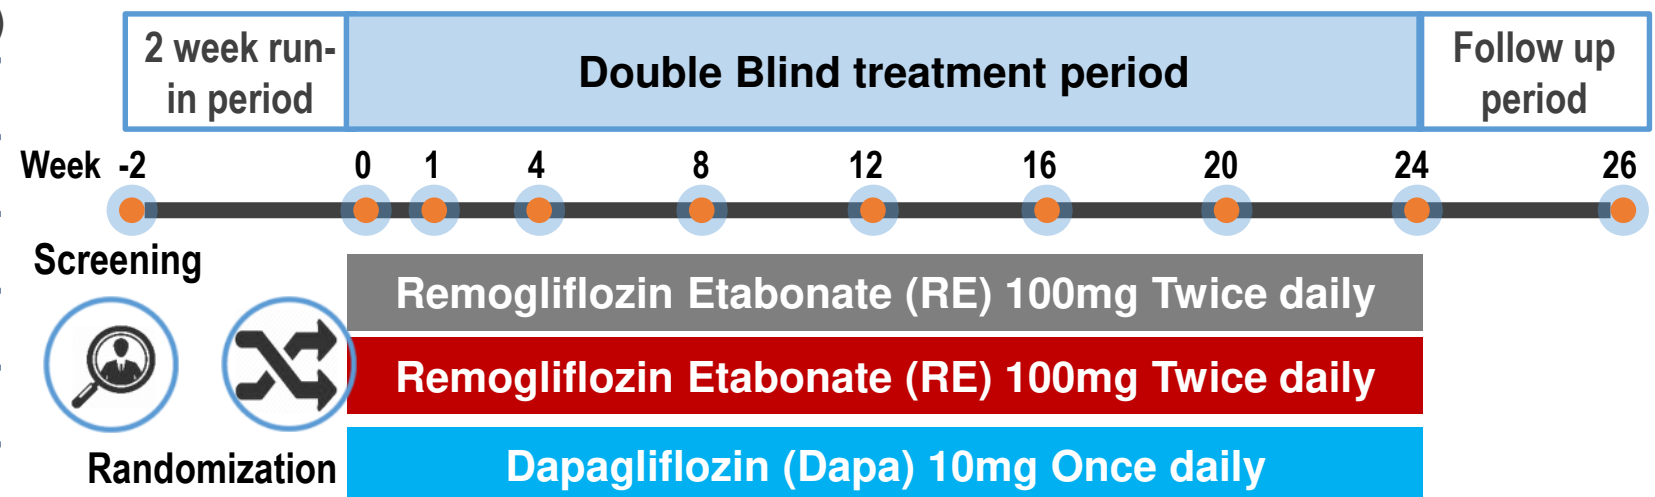 2 week run-
in period
Double Blind treatment period
Follow up
period
Week -2 0 1 4 8 12 16 20 24 26
Screening
Remogliflozin Etabonate (RE) 100mg Twice daily
Remogliflozin Etabonate (RE) 100mg Twice daily
Randomization
Dapagliflozin (Dapa) 10mg Once daily